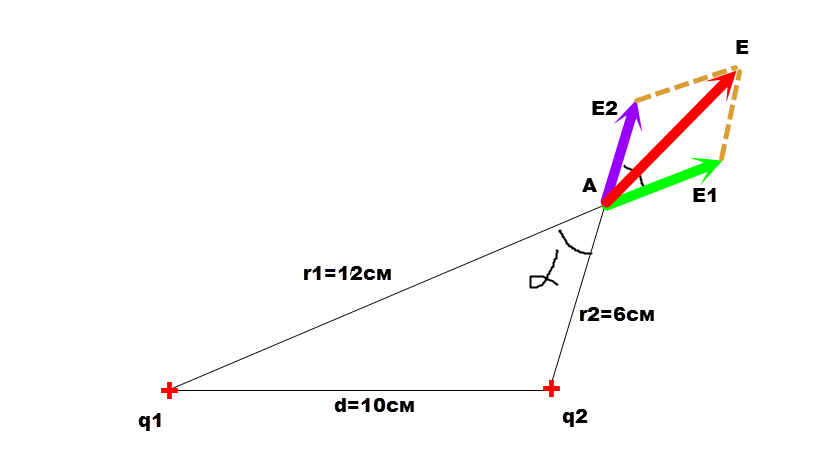 E
E2
A
E1
r1=12см
α
r2=6см
d=10см
q1
q2